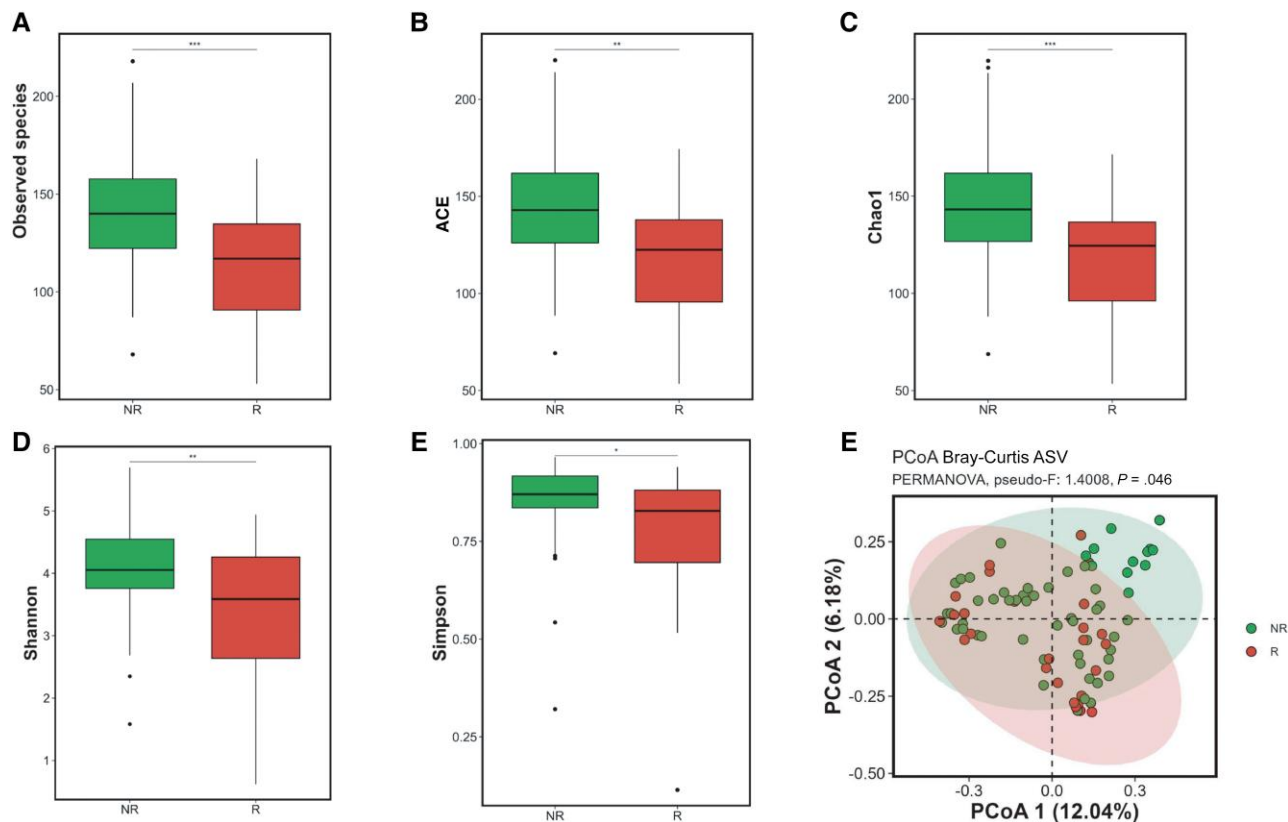 A
***
Observed species
200
150
100
50
NR
R
B
**
ACE
200
150
100
50
NR
R
C
***
Chao1
200
150
100
50
NR
R
D
**
Shannon
6
5
4
3
2
1
NR
R
E
*
Simpson
1.00
0.75
0.50
0.25
NR
R
E
PCoA Bray-Curtis ASV
PERMANOVA, pseudo-F: 1.4008, P = .046
PCoA 2 (6.18%)
0.25
0.00
-0.25
-0.50
-0.3
0.0
0.3
PCoA 1 (12.04%)
NR
R